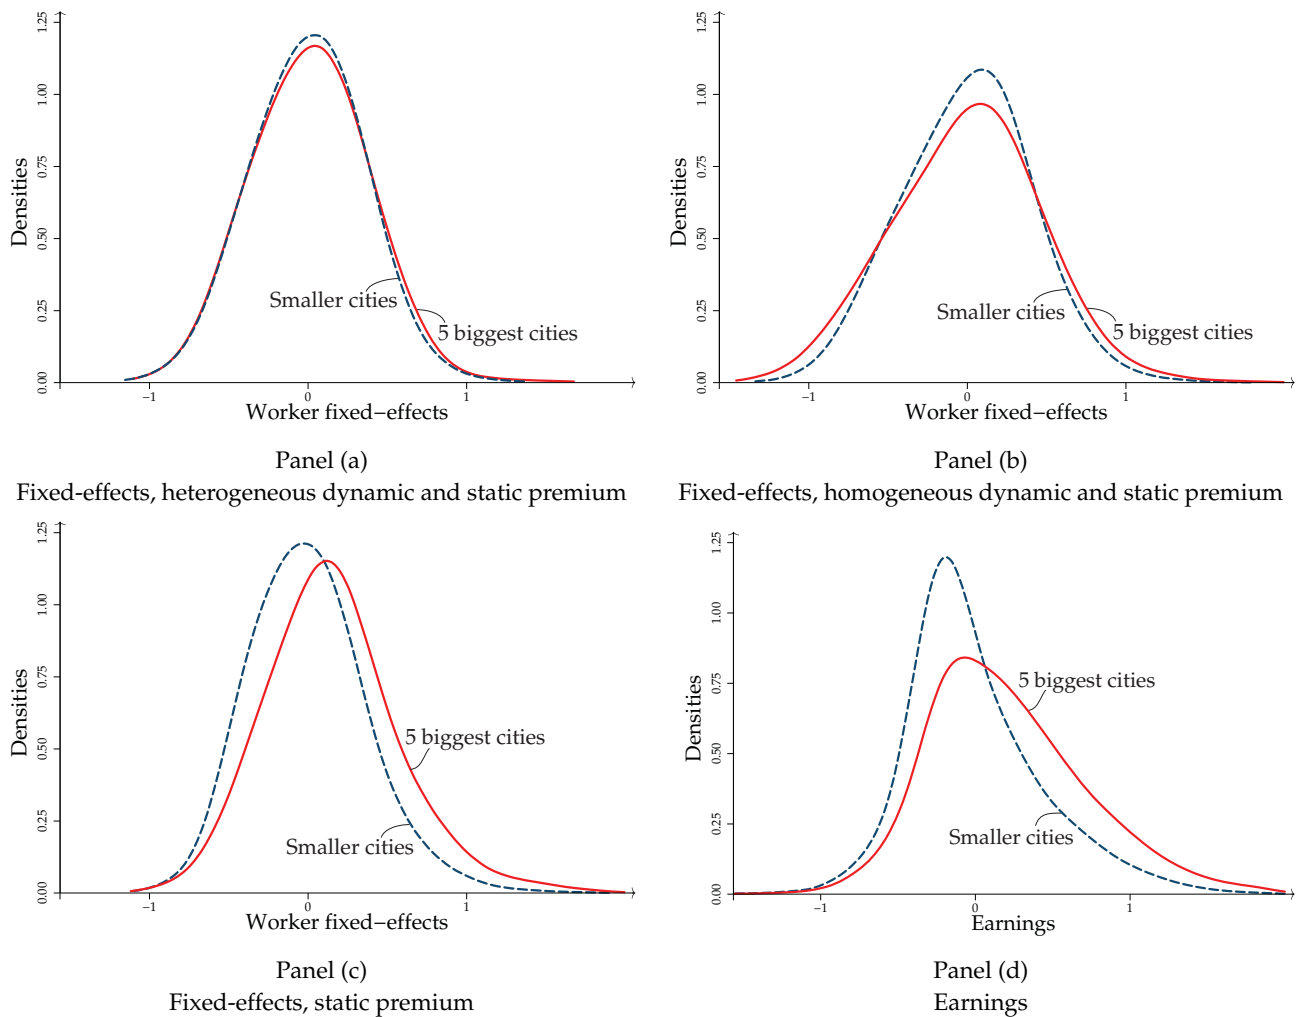 1.25
1.00
0.75
0.50
0.25
0.00
Densities
Smaller cities
5 biggest cities
−1
0
1
Worker fixed−effects
Panel (a)
Fixed-effects, heterogeneous dynamic and static premium
1.25
1.00
0.75
0.50
0.25
0.00
Densities
Smaller cities
5 biggest cities
−1
0
1
Worker fixed−effects
Panel (b)
Fixed-effects, homogeneous dynamic and static premium
1.25
1.00
0.75
0.50
0.25
0.00
Densities
5 biggest cities
Smaller cities
−1
0
1
Worker fixed−effects
Panel (c)
Fixed-effects, static premium
1.25
1.00
0.75
0.50
0.25
0.00
Densities
5 biggest cities
Smaller cities
−1
0
1
Earnings
Panel (d)
Earnings